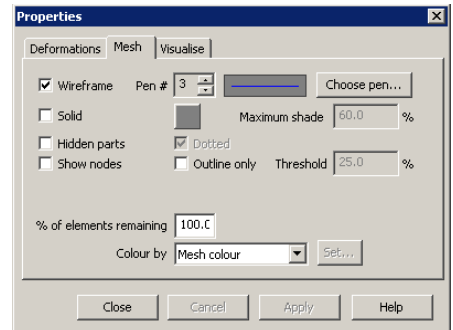 Properties
Deformations Mesh Visualise
Wireframe Pen # 3 Choose pen...
Solid Maximum shade 60.0 %
Hidden parts Dotted
Show nodes Outline only Threshold 25.0 %
% of elements remaining 100.
Colour by Mesh colour Set...
Close Cancel Apply Help